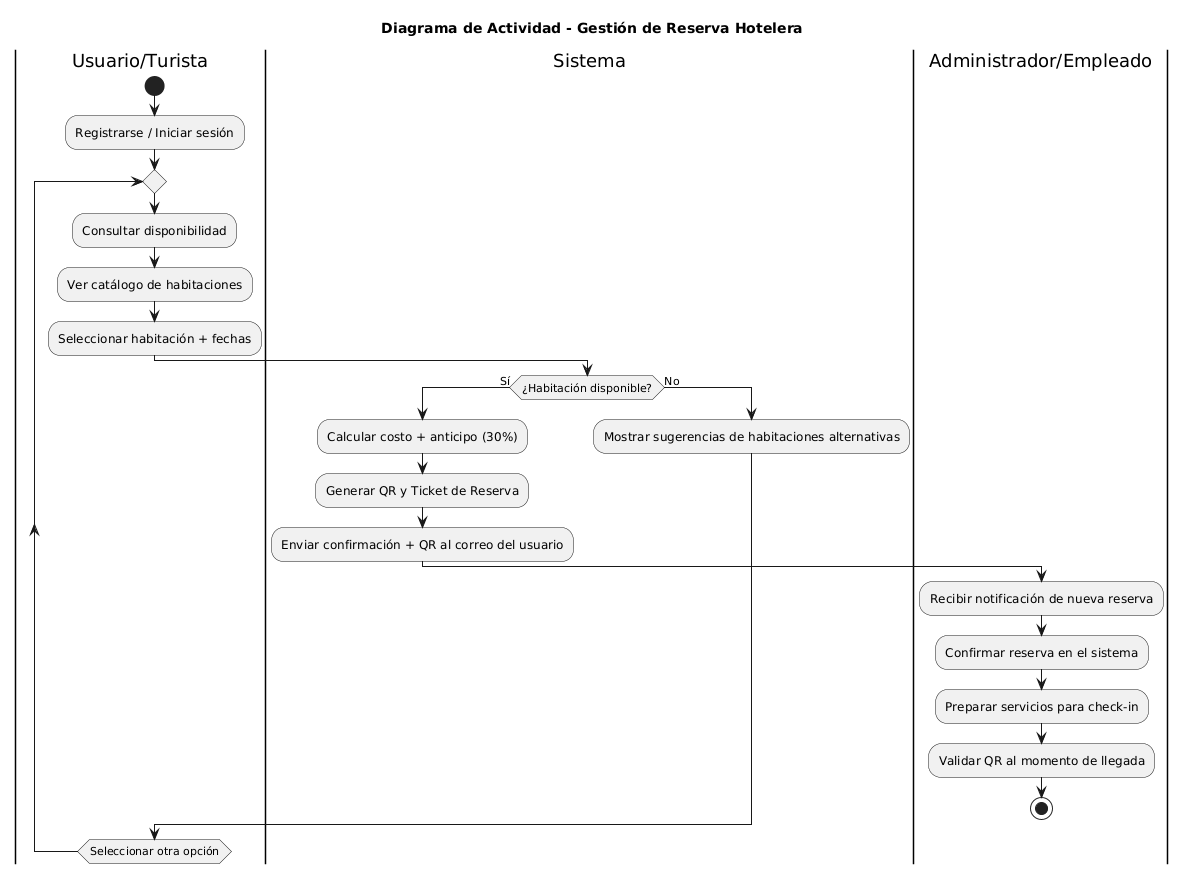 Diagrama de Actividad - Gestión de Reserva Hotelera
Usuario/Turista
Sistema
Administrador/Empleado
Registrarse / Iniciar sesión
Consultar disponibilidad
Ver catálogo de habitaciones
Seleccionar habitación + fechas
¿Habitación disponible?
Sí
No
Calcular costo + anticipo (30%)
Mostrar sugerencias de habitaciones alternativas
Generar QR y Ticket de Reserva
Enviar confirmación + QR al correo del usuario
Recibir notificación de nueva reserva
Confirmar reserva en el sistema
Preparar servicios para check-in
Validar QR al momento de llegada
Seleccionar otra opción